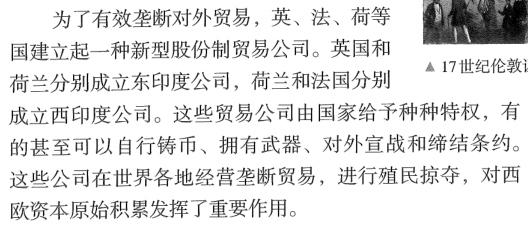 为了有效垄断对外贸易，英、法、荷等
国建立起一种新型股份制贸易公司。英国和
荷兰分别成立东印度公司，荷兰和法国分别
▲ 17世纪伦敦
成立西印度公司。这些贸易公司由国家给予种种特权，有
的甚至可以自行铸币、拥有武器、对外宣战和缔结条约。
这些公司在世界各地经营垄断贸易，进行殖民掠夺，对西
欧资本原始积累发挥了重要作用。